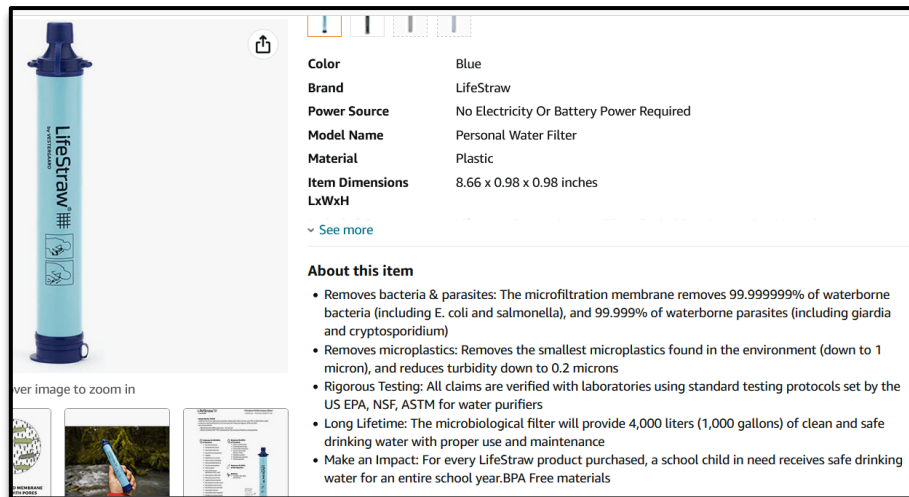 LifeStraw®
by VESTERGAARD
Color Blue
Brand LifeStraw
Power Source No Electricity Or Battery Power Required
Model Name Personal Water Filter
Material Plastic
Item Dimensions 8.66 x 0.98 x 0.98 inches
LxWxH
See more
About this item
• Removes bacteria & parasites: The microfiltration membrane removes 99.999999% of waterborne
bacteria (including E. coli and salmonella), and 99.999% of waterborne parasites (including giardia
and cryptosporidium)
• Removes microplastics: Removes the smallest microplastics found in the environment (down to 1
micron), and reduces turbidity down to 0.2 microns
• Rigorous Testing: All claims are verified with laboratories using standard testing protocols set by the
US EPA, NSF, ASTM for water purifiers
• Long Lifetime: The microbiological filter will provide 4,000 liters (1,000 gallons) of clean and safe
drinking water with proper use and maintenance
• Make an Impact: For every LifeStraw product purchased, a school child in need receives safe drinking
water for an entire school year.BPA Free materials
ver image to zoom in
D MEMBRANE
WITH PORES